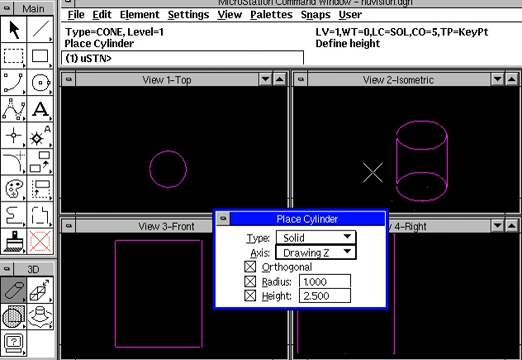 Main
MicroStation Command Window - nuvision.dgn
File Edit Element Settings View Palettes Snaps User
Type=CONE, Level=1
LV=1,WT=0,LC=SOL,CO=5,TP=KeyPt
Place Cylinder
Define height
(1) uSTN>
View 1-Top
View 2-Isometric
A
View 3-Front
4-Right
Place Cylinder
Type: Solid
Axis: Drawing Z
Orthogonal
Radius: 1.000
Height: 2.500
3D
?